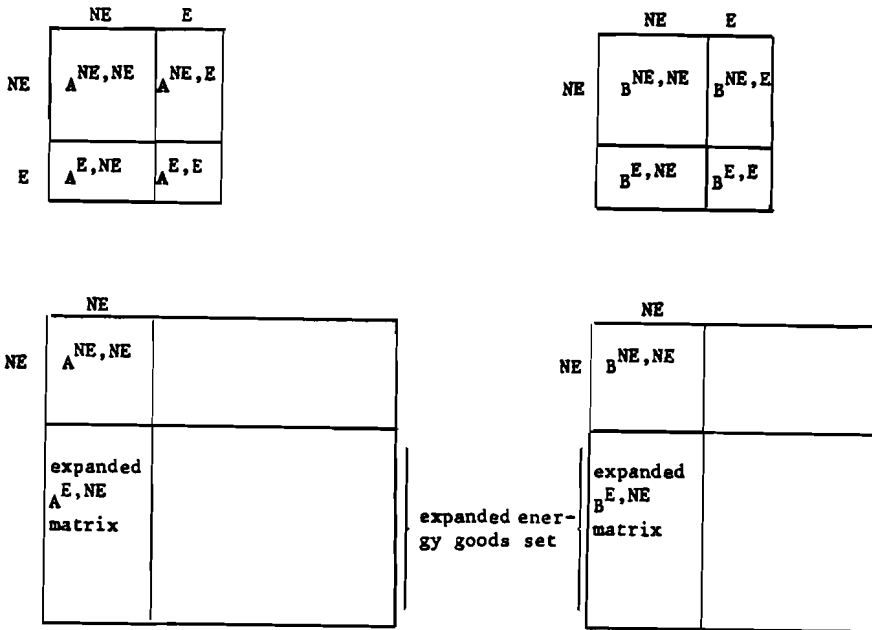 NE E
NE A^NE,NE A^NE,E
E A^E,NE A^E,E
NE E
NE B^NE,NE B^NE,E
B^E,NE B^E,E
NE
NE A^NE,NE
expanded
A^E,NE
matrix
expanded ener-
gy goods set
NE
NE B^NE,NE
expanded
B^E,NE
matrix